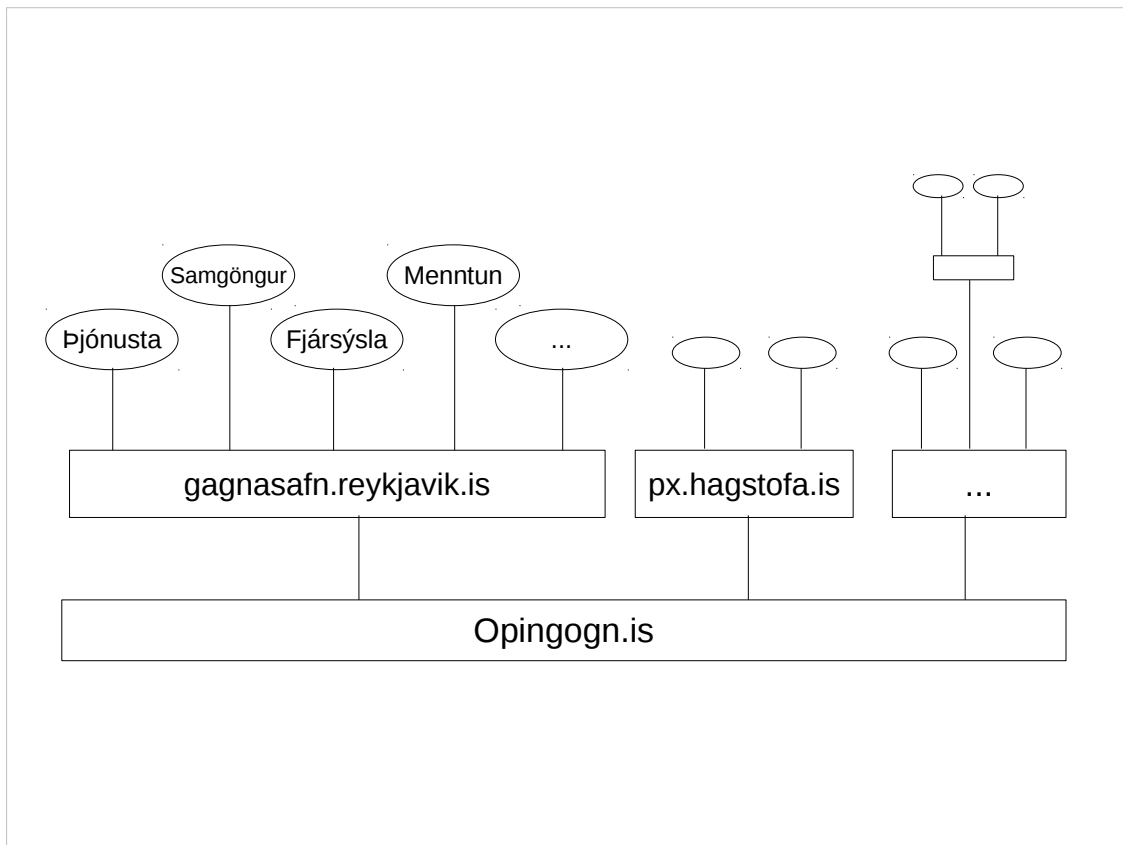 Samgöngur
Menntun
Þjónusta
Fjársýsla
...
gagnasafn.reykjavik.is
px.hagstofa.is
...
Opingogn.is